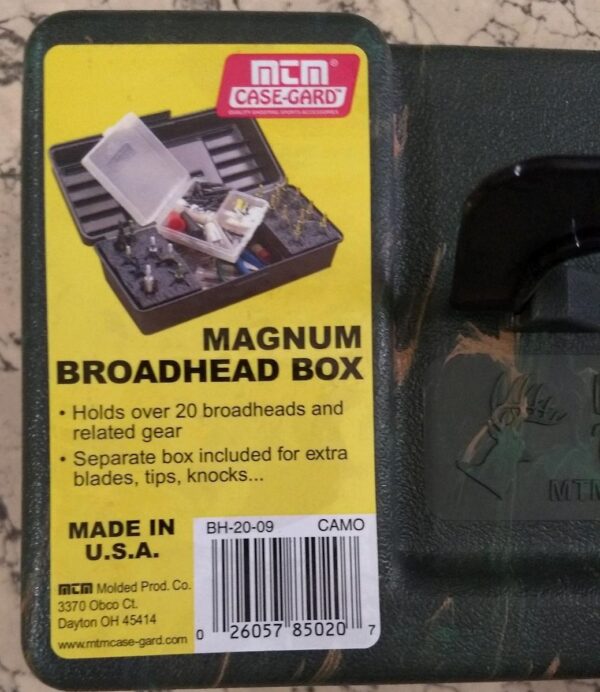 MTM®
CASE-GARD™
QUALITY SHOOTING SPORTS ACCESSORIES
MAGNUM
BROADHEAD BOX
• Holds over 20 broadheads and
related gear
• Separate box included for extra
blades, tips, knocks...
MADE IN
U.S.A.
MTM Molded Prod. Co.
3370 Obco Ct.
Dayton OH 45414
www.mtmcase-gard.com
BH-20-09 CAMO
0 26057 85020 7
MTM